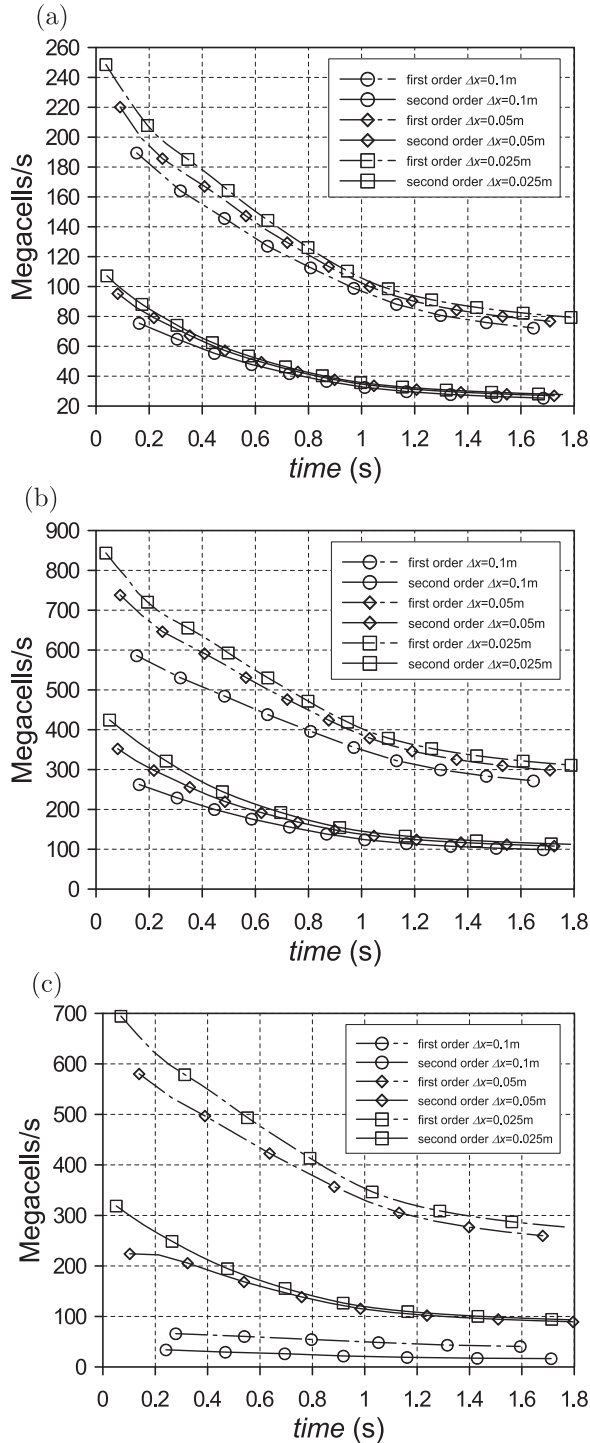 (a)
260
240
220
200
180
160
140
120
100
80
60
40
20
Megacells/s
first order Δx=0.1m
second order Δx=0.1m
first order Δx=0.05m
second order Δx=0.05m
first order Δx=0.025m
second order Δx=0.025m
0 0.2 0.4 0.6 0.8 1 1.2 1.4 1.6 1.8
time (s)
(b)
900
800
700
600
500
400
300
200
100
0
Megacells/s
first order Δx=0.1m
second order Δx=0.1m
first order Δx=0.05m
second order Δx=0.05m
first order Δx=0.025m
second order Δx=0.025m
0 0.2 0.4 0.6 0.8 1 1.2 1.4 1.6 1.8
time (s)
(c)
700
600
500
400
300
200
100
0
Megacells/s
first order Δx=0.1m
second order Δx=0.1m
first order Δx=0.05m
second order Δx=0.05m
first order Δx=0.025m
second order Δx=0.025m
0 0.2 0.4 0.6 0.8 1 1.2 1.4 1.6 1.8
time (s)